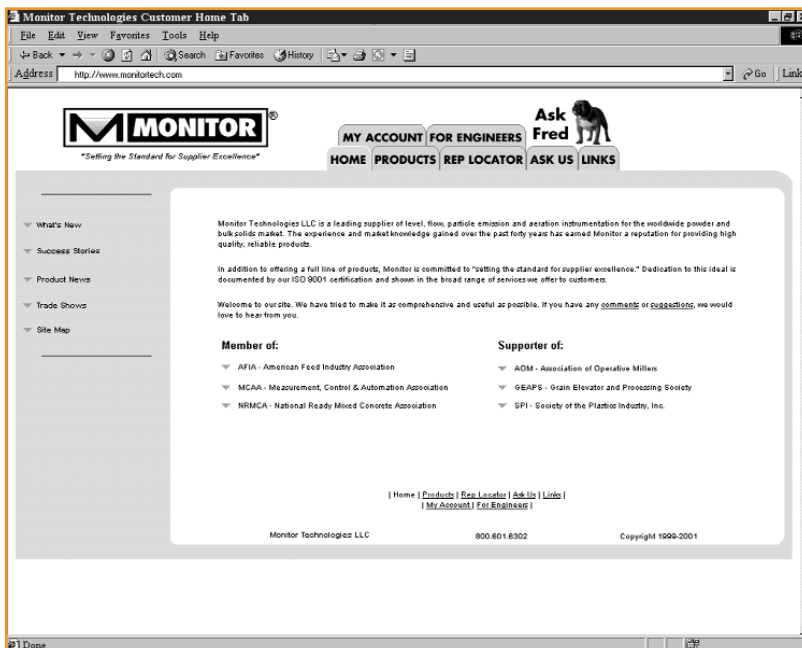 Monitor Technologies Customer Home Tab
File Edit View Favorites Tools Help
Back Search Favorites History
Address http://www.monitortech.com Go Link
MONITOR®
"Setting the Standard for Supplier Excellence"
Ask
Fred
MY ACCOUNT FOR ENGINEERS
HOME PRODUCTS REP LOCATOR ASK US LINKS
What's New
Success Stories
Product News
Trade Shows
Site Map
Monitor Technologies LLC is a leading supplier of level, flow, particle emission and aeration instrumentation for the worldwide powder and
bulk solids market. The experience and market knowledge gained over the past forty years has earned Monitor a reputation for providing high
quality, reliable products.
In addition to offering a full line of products, Monitor is committed to "setting the standard for supplier excellence." Dedication to this ideal is
documented by our ISO 9001 certification and shown in the broad range of services we offer to customers.
Welcome to our site. We have tried to make it as comprehensive and useful as possible. If you have any comments or suggestions, we would
love to hear from you.
Member of: Supporter of:
AFIA - American Feed Industry Association AOM - Association of Operative Millers
MCAA - Measurement, Control & Automation Association GEAPS - Grain Elevator and Processing Society
NRMCA - National Ready Mixed Concrete Association SPI - Society of the Plastics Industry, Inc.
| Home | Products | Rep Locator | Ask Us | Links |
| My Account | For Engineers |
Monitor Technologies LLC 800.601.6302 Copyright 1999-2001
Done